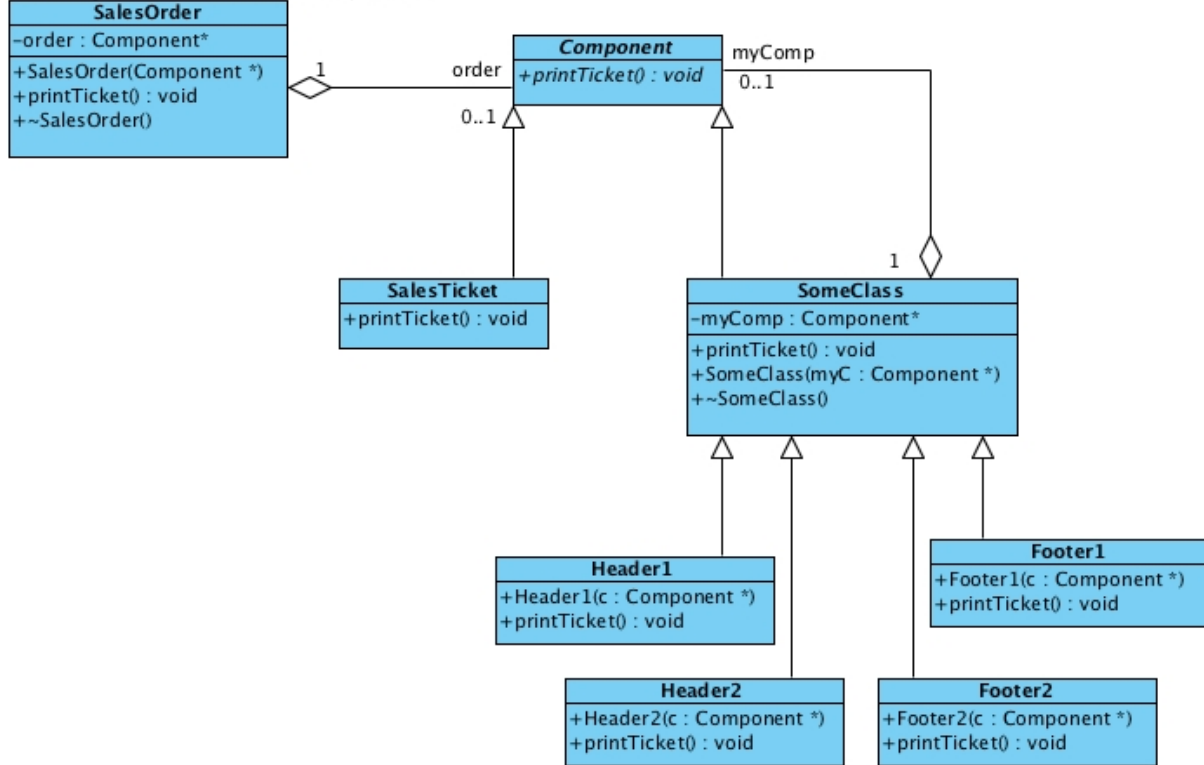 SalesOrder
-order : Component*
+SalesOrder(Component *)
+printTicket() : void
+~SalesOrder()
1
order
0..1
Component
+printTicket() : void
myComp
0..1
1
SalesTicket
+printTicket() : void
SomeClass
-myComp : Component*
+printTicket() : void
+SomeClass(myC : Component *)
+~SomeClass()
Header1
+Header1(c : Component *)
+printTicket() : void
Footer1
+Footer1(c : Component *)
+printTicket() : void
Header2
+Header2(c : Component *)
+printTicket() : void
Footer2
+Footer2(c : Component *)
+printTicket() : void